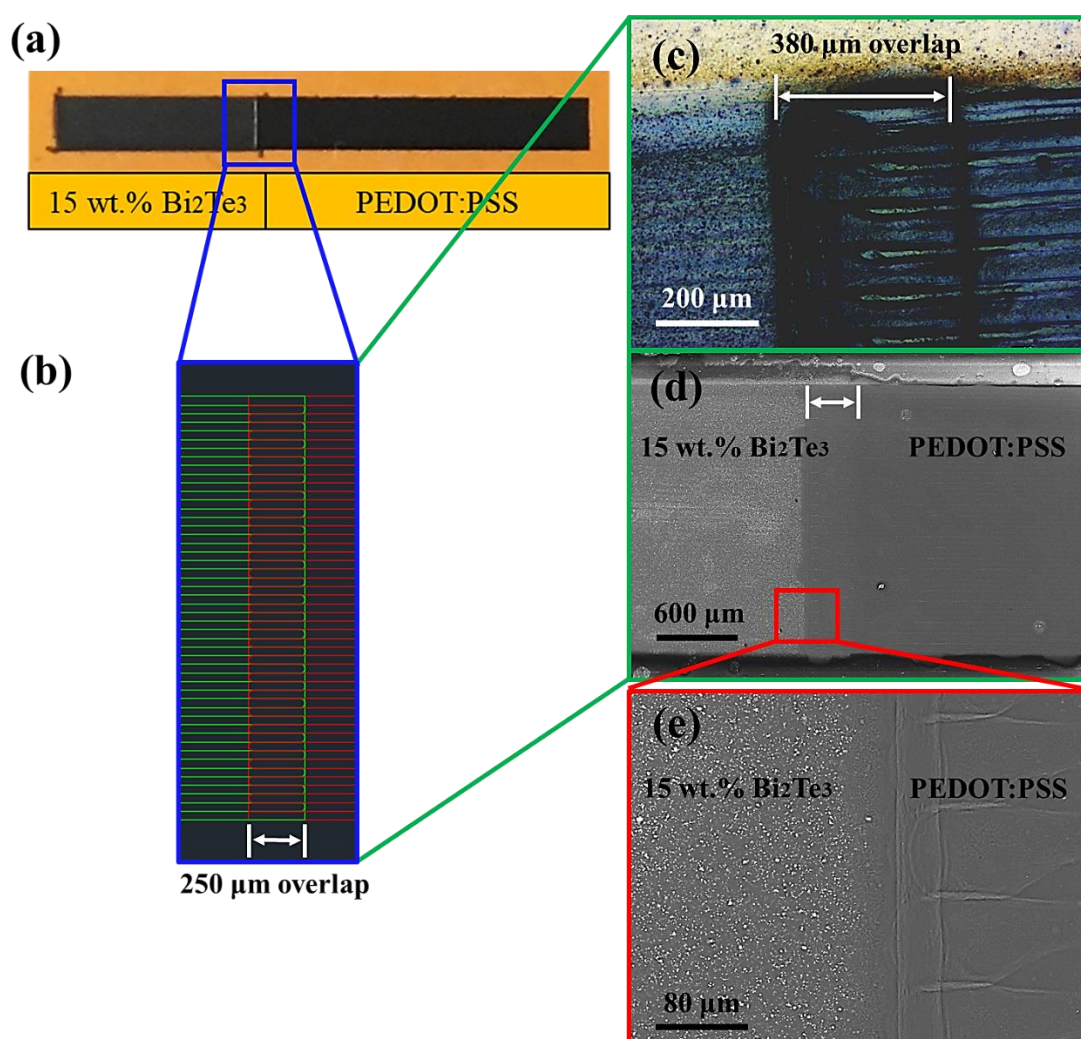 (a)
15 wt.% Bi2Te3
PEDOT:PSS
(b)
250 µm overlap
(c)
380 µm overlap
200 µm
(d)
15 wt.% Bi2Te3
PEDOT:PSS
600 µm
(e)
15 wt.% Bi2Te3
PEDOT:PSS
80 µm